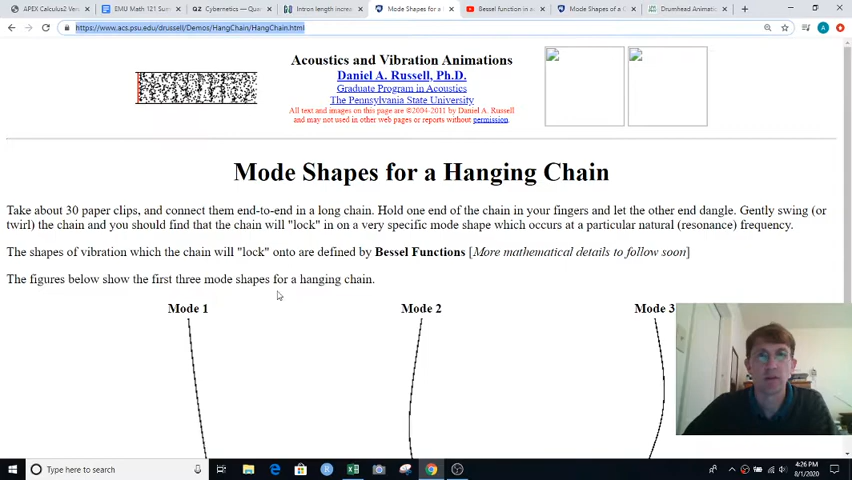 APEX Calculus2 Vers
EMU Math 121 Sum
Cybernetics — Ques
Intron length increa
Mode Shapes for a
Bessel function in a
Mode Shapes of a C
Drumhead Animatio
https://www.acs.psu.edu/drussell/Demos/HangChain/HangChain.html
Acoustics and Vibration Animations
Daniel A. Russell, Ph.D.
Graduate Program in Acoustics
The Pennsylvania State University
All text and images on this page are ©2004-2011 by Daniel A. Russell
and may not used in other web pages or reports without permission.
Mode Shapes for a Hanging Chain
Take about 30 paper clips, and connect them end-to-end in a long chain. Hold one end of the chain in your fingers and let the other end dangle. Gently swing (or
twirl) the chain and you should find that the chain will "lock" in on a very specific mode shape which occurs at a particular natural (resonance) frequency.
The shapes of vibration which the chain will "lock" onto are defined by Bessel Functions [More mathematical details to follow soon]
The figures below show the first three mode shapes for a hanging chain.
Mode 1
Mode 2
Mode 3
Type here to search
4:26 PM
8/1/2020